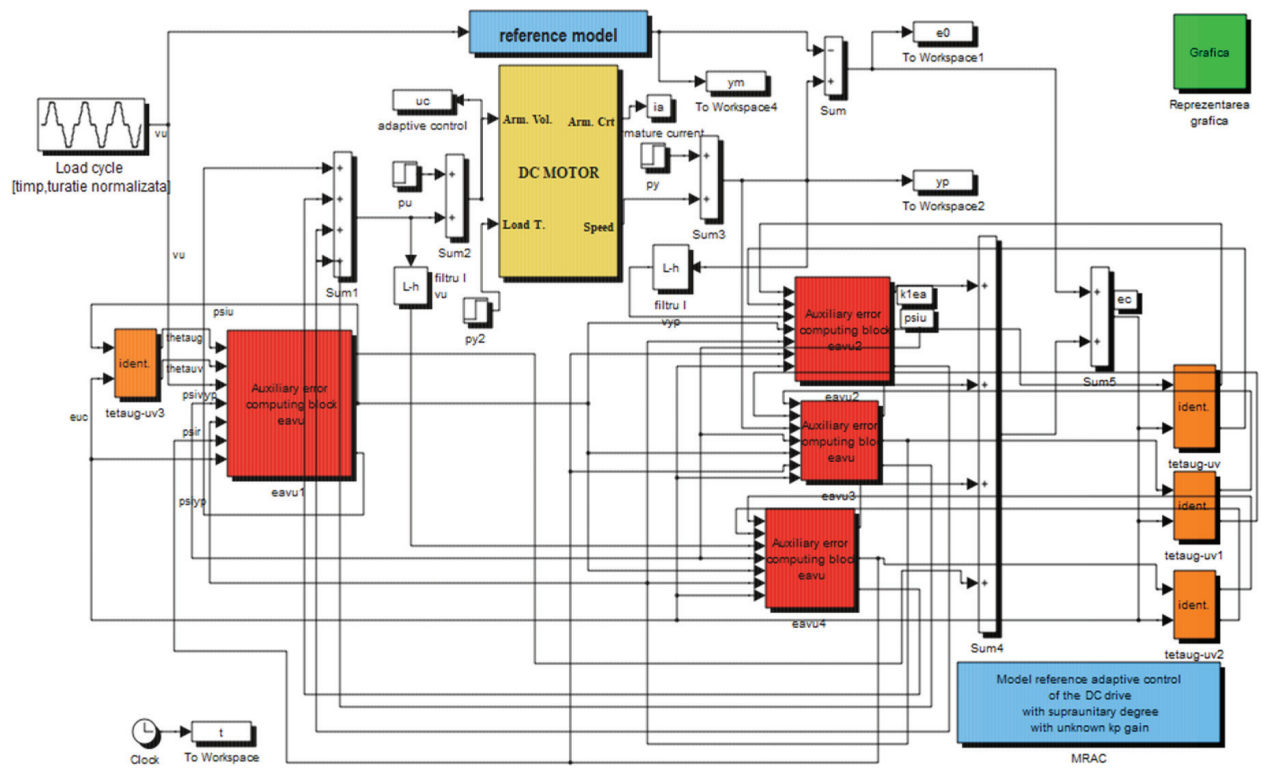 reference model
e0
To Workspace1
Grafica
Reprezentarea
grafica
ym
To Workspace4
Sum
uc
adaptive control
Arm. Vol.
Arm. Crt
ia
rmature current
vu
Load cycle
[timp,turatie normalizata]
pu
DC MOTOR
py
yp
To Workspace2
Load T.
Speed
Sum2
Sum3
vu
Sum1
L-h
filtru I
vu
L-h
filtru I
vyp
py2
k1ea
psiu
ec
Auxiliary error
computing block
eavu2
eavu2
Sum5
psiu
thetaug
ident.
thetauv
tetaug-uv3
euc
psivyp
psir
psiyp
Auxiliary error
computing block
eavu
eavu1
Auxiliary error
computing bloc
eavu
eavu3
Auxiliary error
computing bloc
eavu
eavu4
ident.
tetaug-uv
ident.
tetaug-uv1
ident.
tetaug-uv2
Sum4
Model reference adaptive control
of the DC drive
with supraunitary degree
with unknown kp gain
MRAC
Clock
t
To Workspace